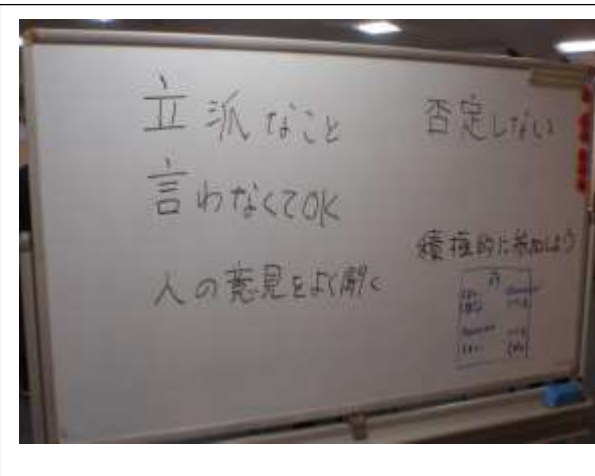 立派なこと
言わなくてOK
人の意見をよく聞く
否定しない
積極的に参加しよう